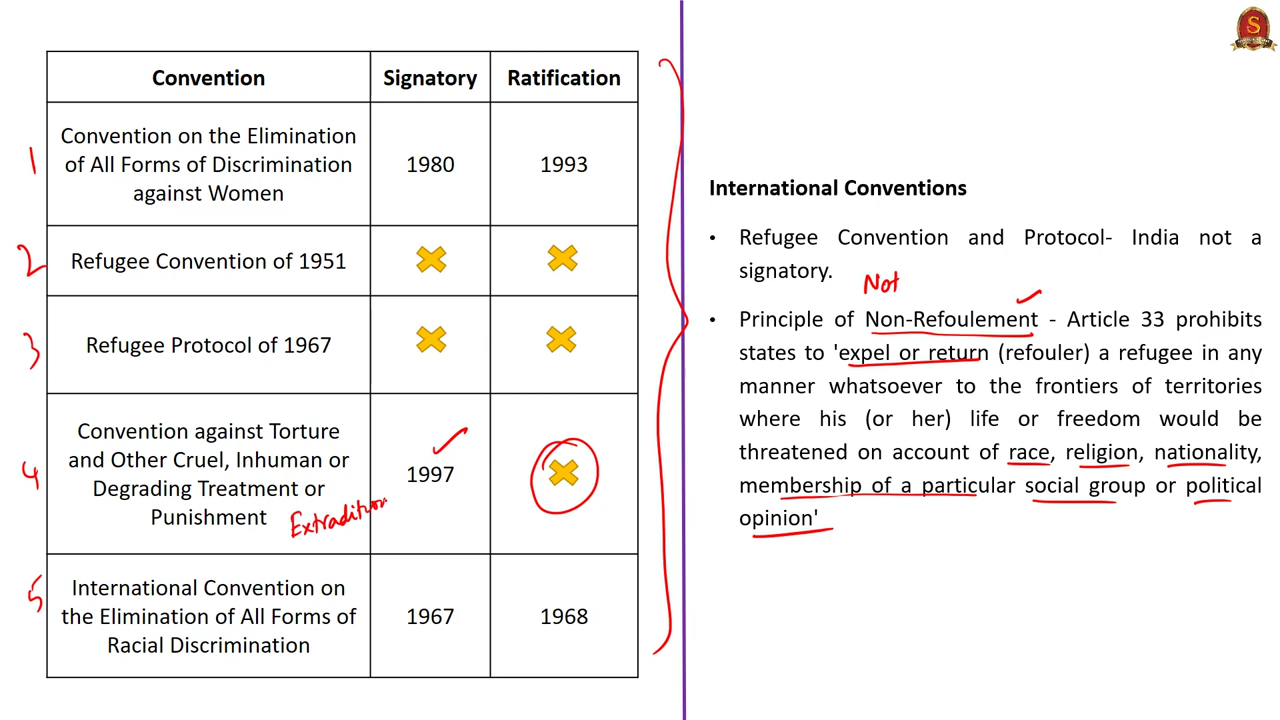 Convention Signatory Ratification
1
Convention on the Elimination
of All Forms of Discrimination
against Women
1980
1993
2
Refugee Convention of 1951
3
Refugee Protocol of 1967
4
Convention against Torture
and Other Cruel, Inhuman or
Degrading Treatment or
Punishment
Extradition
1997
5
International Convention on
the Elimination of All Forms of
Racial Discrimination
1967
1968
S
International Conventions
• Refugee Convention and Protocol- India not a
signatory.
Not
• Principle of Non-Refoulement - Article 33 prohibits
states to 'expel or return (refouler) a refugee in any
manner whatsoever to the frontiers of territories
where his (or her) life or freedom would be
threatened on account of race, religion, nationality,
membership of a particular social group or political
opinion'